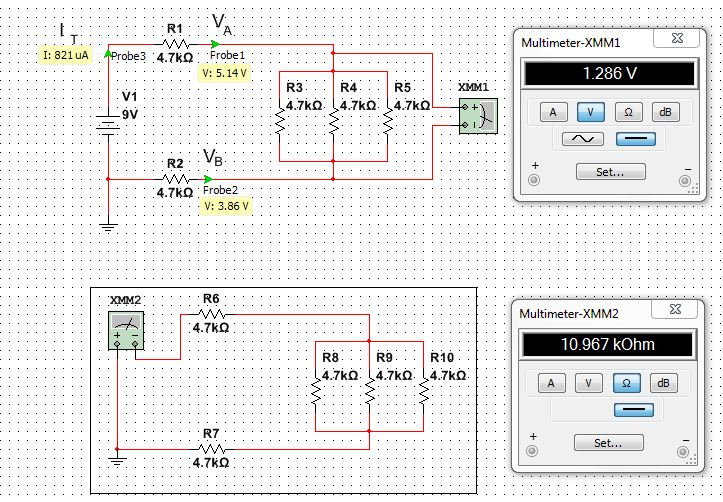 I T
I: 821 uA
Probe3
R1
4.7kΩ
V A
Probe1
V: 5.14 V
V1
9V
R3
4.7kΩ
R4
4.7kΩ
R5
4.7kΩ
XMM1
+
-
R2
4.7kΩ
V B
Probe2
V: 3.86 V
Multimeter-XMM1
1.286 V
A
V
Ω
dB
+
Set...
-
XMM2
+ -
R6
4.7kΩ
R8
4.7kΩ
R9
4.7kΩ
R10
4.7kΩ
R7
4.7kΩ
Multimeter-XMM2
10.967 kOhm
A
V
Ω
dB
+
Set...
-